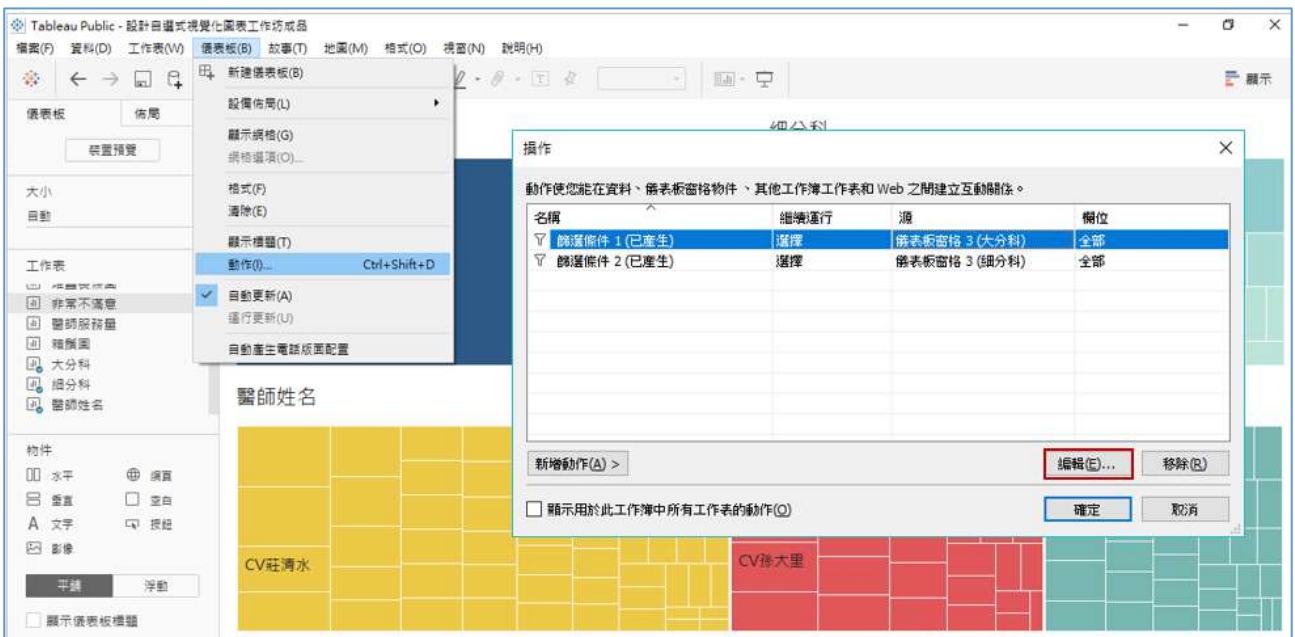 Tableau Public - 設計自選式視覺化圖表工作坊成品
檔案(F) 資料(D) 工作表(W) 儀表板(B) 故事(T) 地圖(M) 格式(O) 視窗(N) 說明(H)
顯示
新建儀表板(B)
設備佈局(L)
顯示網格(G)
網格選項(O)...
格式(F)
清除(E)
顯示標題(T)
動作(I)... Ctrl+Shift+D
自動更新(A)
運行更新(U)
自動產生電話版面配置
儀表板 佈局
裝置預覽
大小
自動
工作表
非常不滿意
醫師服務量
箱鬚圖
大分科
細分科
醫師姓名
物件
水平 網頁
垂直 空白
文字 按鈕
影像
平鋪 浮動
顯示儀表板標題
細分科
操作
動作使您能在資料、儀表板窗格物件 、其他工作簿工作表和 Web 之間建立互動關係。
名稱 繼續運行 源 欄位
篩選條件 1 (已產生) 選擇 儀表板窗格 3 (大分科) 全部
篩選條件 2 (已產生) 選擇 儀表板窗格 3 (細分科) 全部
新增動作(A) > 編輯(E)... 移除(R)
顯示用於此工作簿中所有工作表的動作(O) 確定 取消
醫師姓名
CV莊清水
CV孫大里